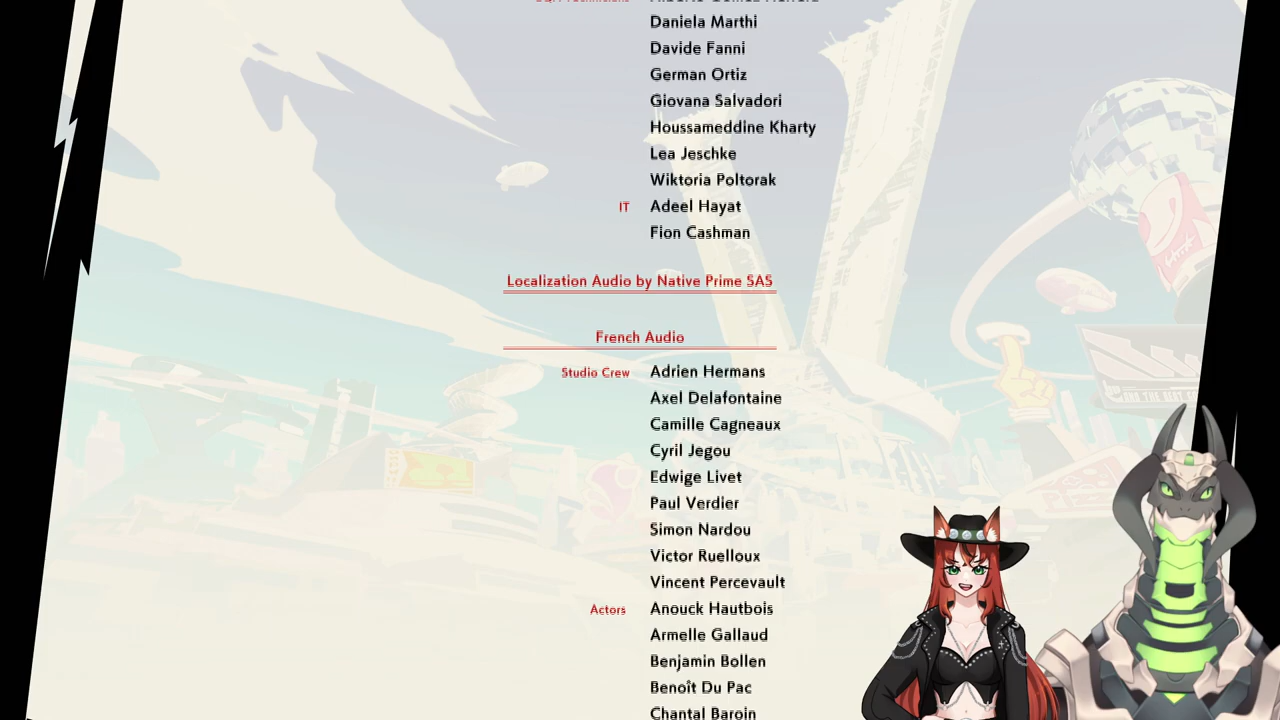 Daniela Marthi
Davide Fanni
German Ortiz
Giovana Salvadori
Houssameddine Kharty
Lea Jeschke
Wiktoria Poltorak
IT Adeel Hayat
Fion Cashman
Localization Audio by Native Prime SAS
French Audio
Studio Crew Adrien Hermans
Axel Delafontaine
Camille Cagneaux
Cyril Jegou
Edwige Livet
Paul Verdier
Simon Nardou
Victor Ruelloux
Vincent Percevault
Actors Anouck Hautbois
Armelle Gallaud
Benjamin Bollen
Benoît Du Pac
Chantal Baroin